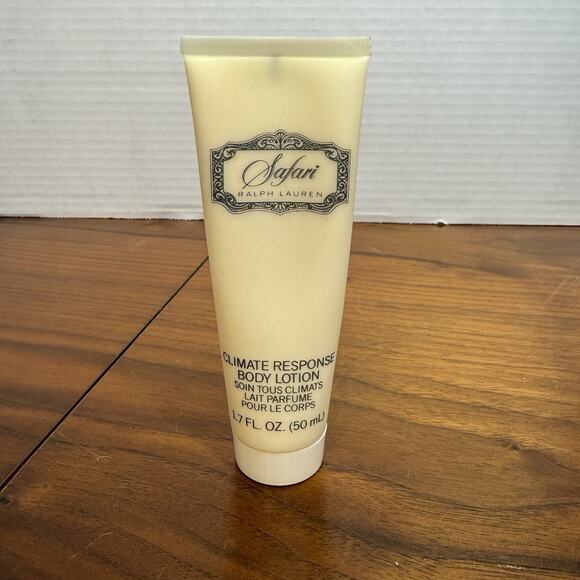 Safari
RALPH LAUREN
CLIMATE RESPONSE
BODY LOTION
SOIN TOUS CLIMATS
LAIT PARFUME
POUR LE CORPS
1.7 FL. OZ. (50 mL)